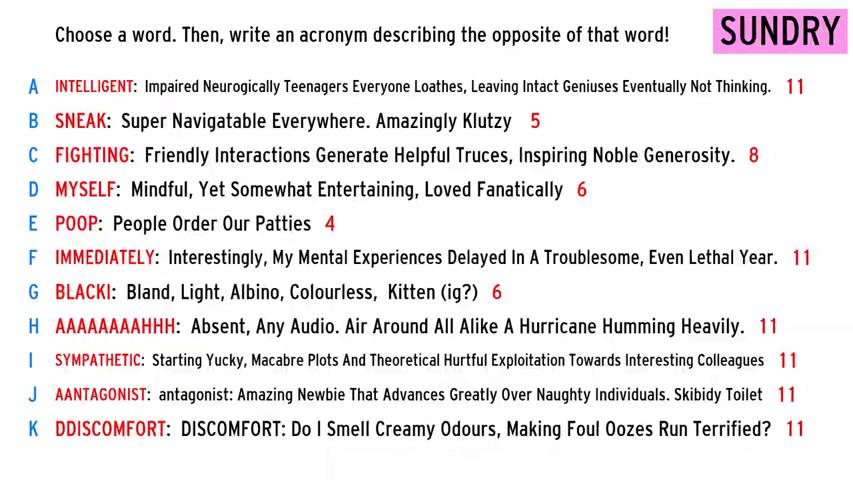 Choose a word. Then, write an acronym describing the opposite of that word!
SUNDRY
A INTELLIGENT: Impaired Neurogically Teenagers Everyone Loathes, Leaving Intact Geniuses Eventually Not Thinking. 11
B SNEAK: Super Navigatable Everywhere. Amazingly Klutzy 5
C FIGHTING: Friendly Interactions Generate Helpful Truces, Inspiring Noble Generosity. 8
D MYSELF: Mindful, Yet Somewhat Entertaining, Loved Fanatically 6
E POOP: People Order Our Patties 4
F IMMEDIATELY: Interestingly, My Mental Experiences Delayed In A Troublesome, Even Lethal Year. 11
G BLACKI: Bland, Light, Albino, Colourless, Kitten (ig?) 6
H AAAAAAAAHHH: Absent, Any Audio. Air Around All Alike A Hurricane Humming Heavily. 11
I SYMPATHETIC: Starting Yucky, Macabre Plots And Theoretical Hurtful Exploitation Towards Interesting Colleagues 11
J AANTAGONIST: antagonist: Amazing Newbie That Advances Greatly Over Naughty Individuals. Skibidy Toilet 11
K DDISCOMFORT: DISCOMFORT: Do I Smell Creamy Odours, Making Foul Oozes Run Terrified? 11